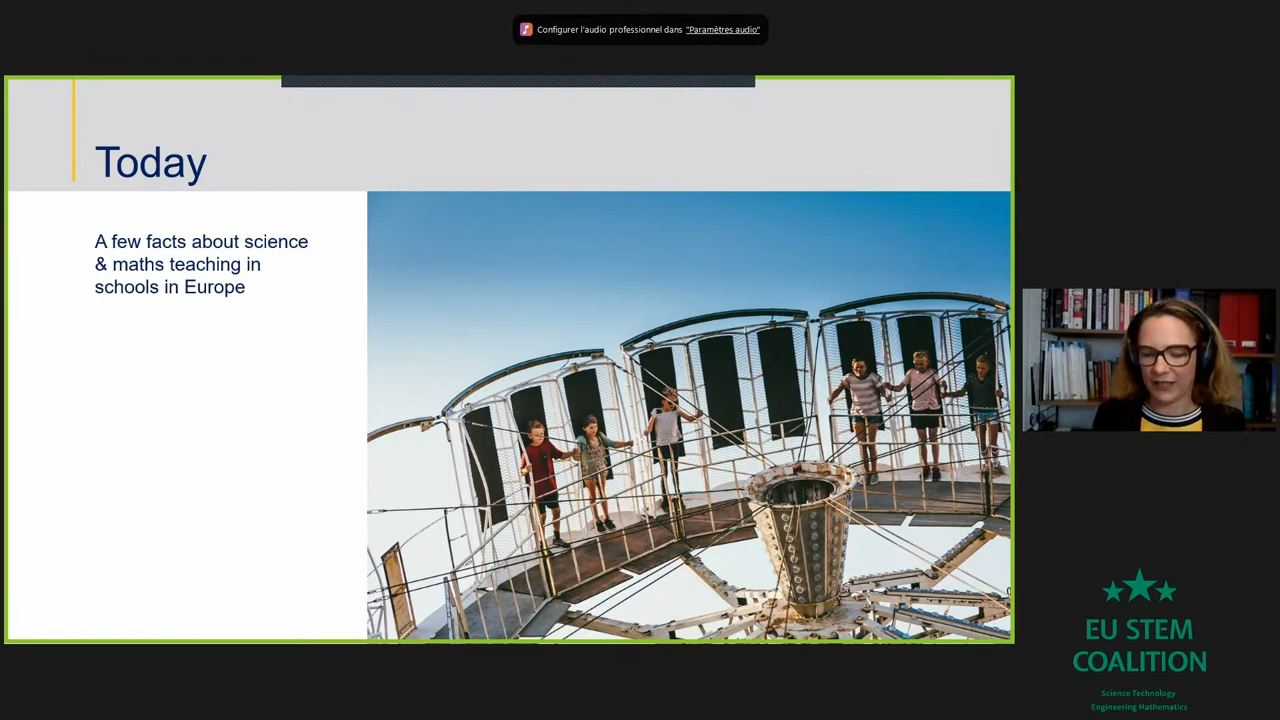 Configurer l'audio professionnel dans "Paramètres audio"
Today
A few facts about science
& maths teaching in
schools in Europe
EU STEM
COALITION
Science Technology
Engineering Mathematics